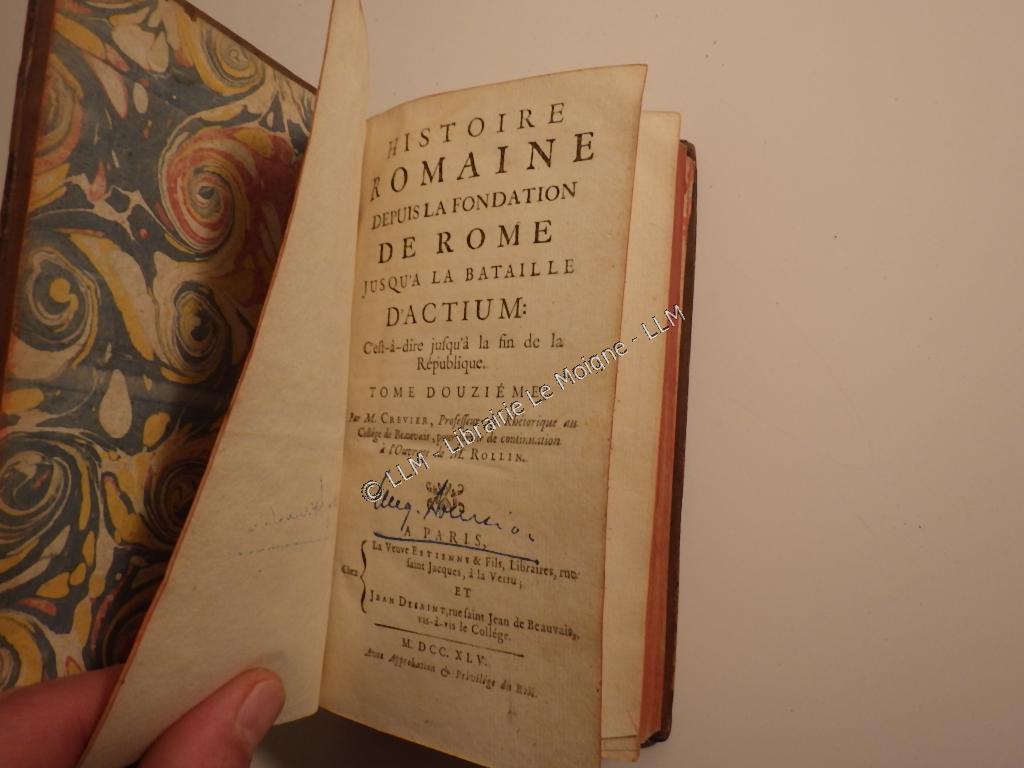 HISTOIRE
ROMAINE
DEPUIS LA FONDATION
DE ROME
JUSQU'A LA BATAILLE
D'ACTIUM:
C'est-à-dire jusqu'à la fin de la
République.
TOME DOUZIÉME
Par M. CREVIER, Professeur de Rhétorique au
Collége de Beauvais, pour servir de continuation
à l'Ouvrage de M. ROLLIN.
© LLM - Librairie Le Moigne - LLM
A PARIS,
Chez
La Veuve ESTIENNE & Fils, Libraires, rue
saint Jacques, à la Vertu;
ET
JEAN DESAINT, rue saint Jean de Beauvais,
vis-à-vis le Collége.
M. DCC. XLV.
Avec Approbation & Privilége du Roi.